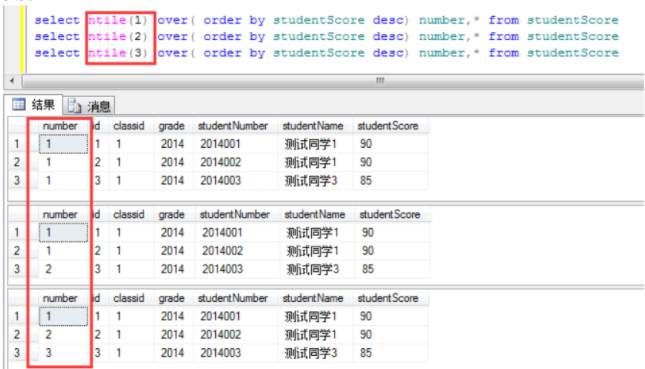 select ntile(1) over( order by studentScore desc) number,* from studentScore
select ntile(2) over( order by studentScore desc) number,* from studentScore
select ntile(3) over( order by studentScore desc) number,* from studentScore
结果 消息
number id classid grade studentNumber studentName studentScore
1 1 1 1 2014 2014001 测试同学1 90
2 1 2 1 2014 2014002 测试同学1 90
3 1 3 1 2014 2014003 测试同学3 85
number id classid grade studentNumber studentName studentScore
1 1 1 1 2014 2014001 测试同学1 90
2 1 2 1 2014 2014002 测试同学1 90
3 2 3 1 2014 2014003 测试同学3 85
number id classid grade studentNumber studentName studentScore
1 1 1 1 2014 2014001 测试同学1 90
2 2 2 1 2014 2014002 测试同学1 90
3 3 3 1 2014 2014003 测试同学3 85